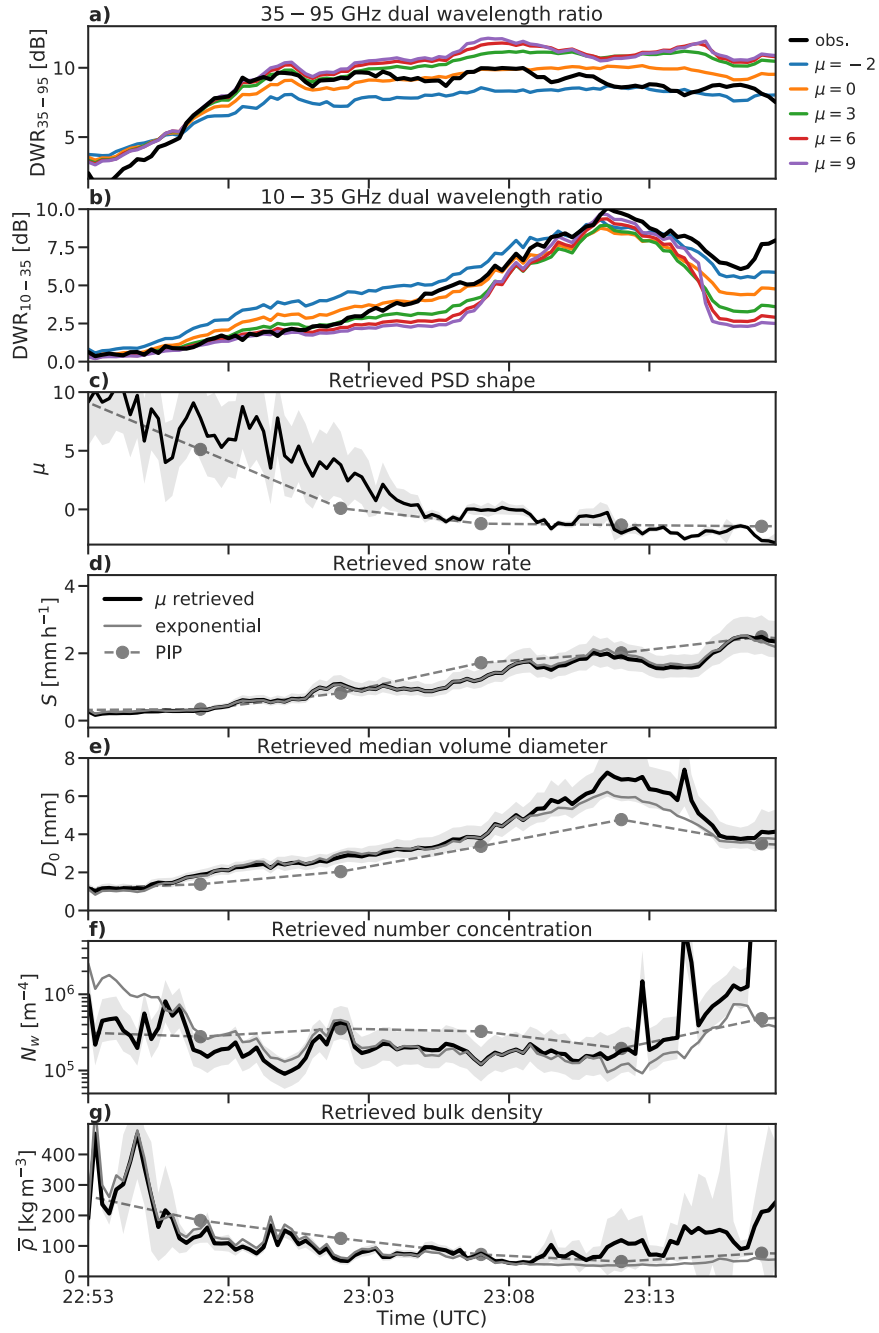 a) 35 – 95 GHz dual wavelength ratio
DWR35 – 95 [dB]
10
5
obs.
μ = −2
μ = 0
μ = 3
μ = 6
μ = 9
b) 10 – 35 GHz dual wavelength ratio
DWR10 – 35 [dB]
10.0
7.5
5.0
2.5
0.0
c) Retrieved PSD shape
μ
10
5
0
d) Retrieved snow rate
S [mm h−1]
4
2
0
μ retrieved
exponential
PIP
e) Retrieved median volume diameter
D0 [mm]
8
6
4
2
0
f) Retrieved number concentration
Nw [m−4]
10^6
10^5
g) Retrieved bulk density
ρ̅ [kg m−3]
400
300
200
100
0
22:53 22:58 23:03 23:08 23:13
Time (UTC)